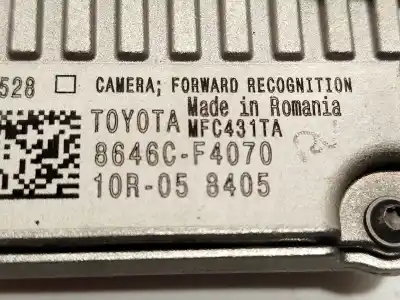 528 CAMERA; FORWARD RECOGNITION
Made in Romania
TOYOTA MFC431TA
8646C-F4070
10R-05 8405